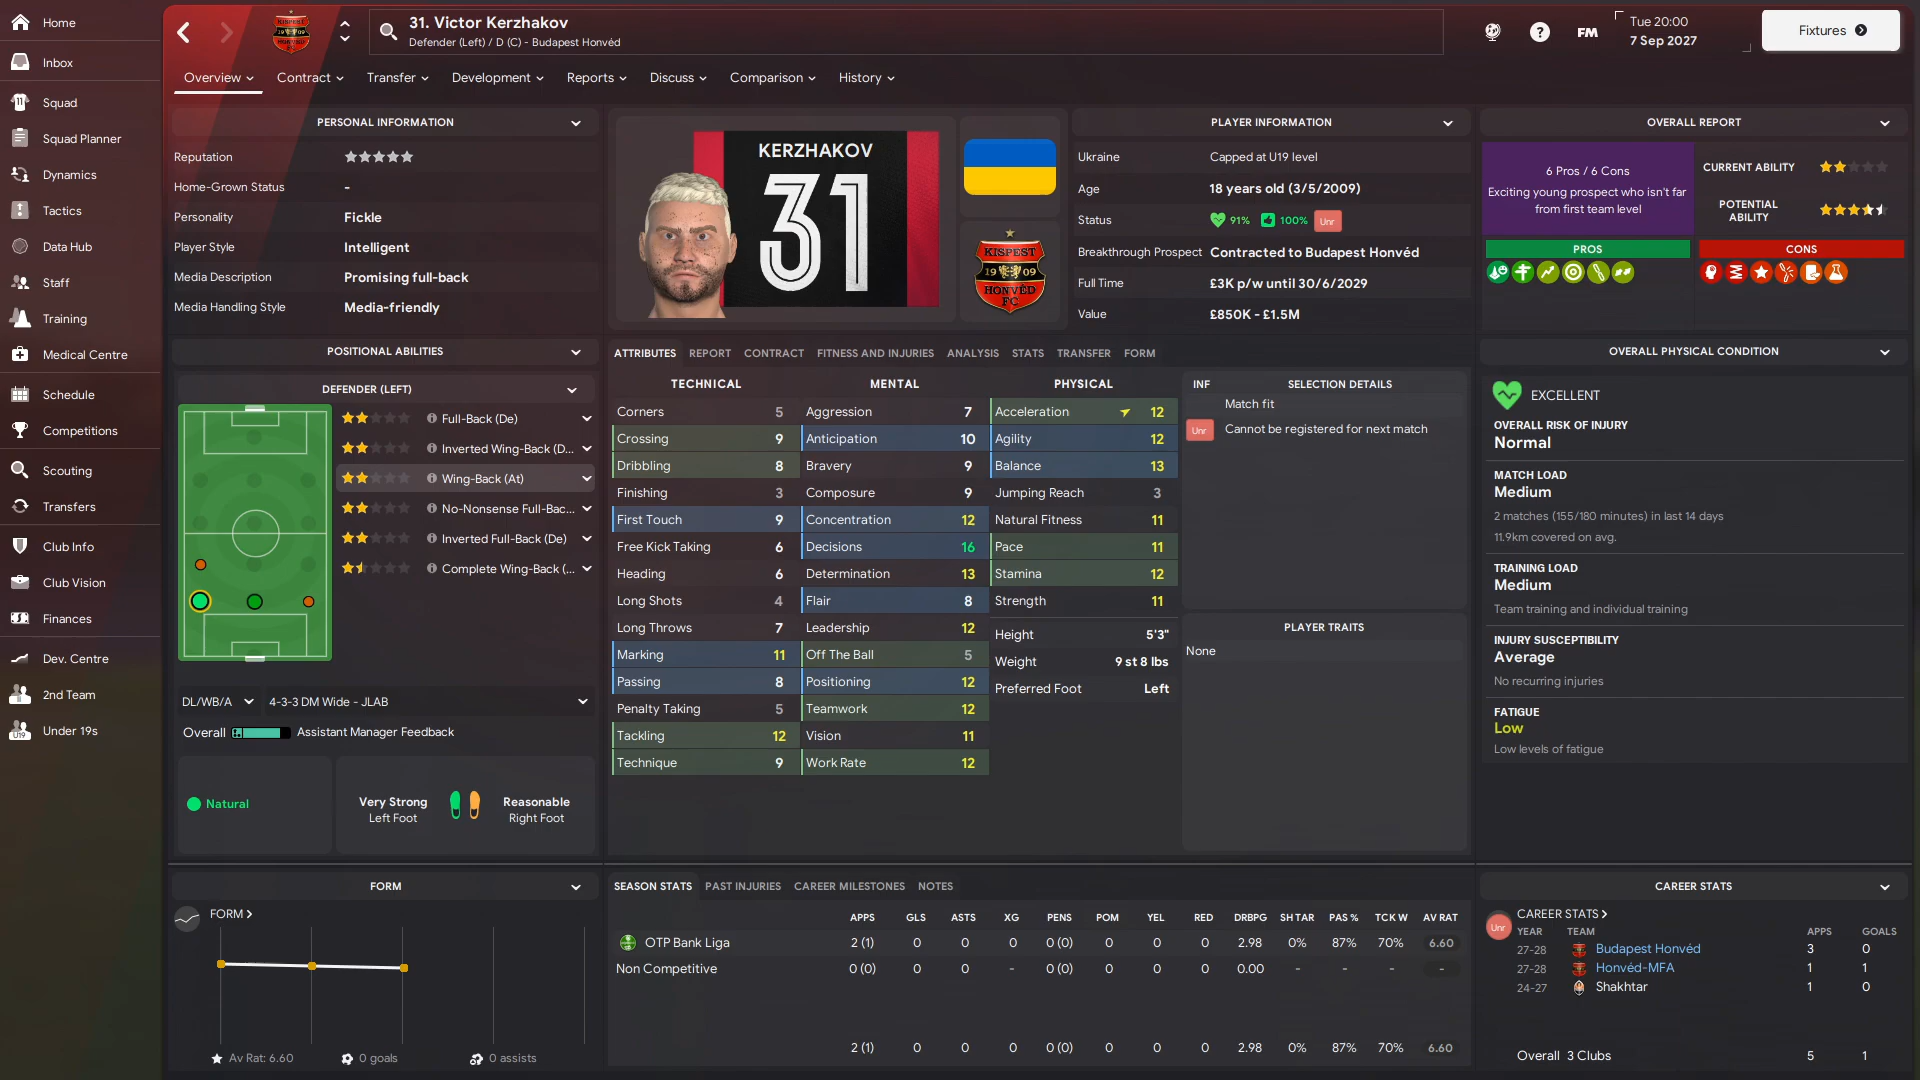 Home
Inbox
Squad
Squad Planner
Dynamics
Tactics
Data Hub
Staff
Training
Medical Centre
Schedule
Competitions
Scouting
Transfers
Club Info
Club Vision
Finances
Dev. Centre
2nd Team
Under 19s
31. Victor Kerzhakov
Defender (Left) / D (C) - Budapest Honvéd
FM
Tue 20:00
7 Sep 2027
Fixtures
Overview Contract Transfer Development Reports Discuss Comparison History
PERSONAL INFORMATION
Reputation
Home-Grown Status -
Personality Fickle
Player Style Intelligent
Media Description Promising full-back
Media Handling Style Media-friendly
KERZHAKOV
31
KISPEST
1909
HONVÉD
FC
PLAYER INFORMATION
Ukraine Capped at U19 level
Age 18 years old (3/5/2009)
Status 91% 100% Unr
Breakthrough Prospect Contracted to Budapest Honvéd
Full Time £3K p/w until 30/6/2029
Value £850K - £1.5M
OVERALL REPORT
6 Pros / 6 Cons
Exciting young prospect who isn't far
from first team level
CURRENT ABILITY
POTENTIAL
ABILITY
PROS CONS
POSITIONAL ABILITIES
DEFENDER (LEFT)
Full-Back (De)
Inverted Wing-Back (D...
Wing-Back (At)
No-Nonsense Full-Bac...
Inverted Full-Back (De)
Complete Wing-Back (...
DL/WB/A 4-3-3 DM Wide - JLAB
Overall Assistant Manager Feedback
Natural
Very Strong
Left Foot
Reasonable
Right Foot
ATTRIBUTES REPORT CONTRACT FITNESS AND INJURIES ANALYSIS STATS TRANSFER FORM
TECHNICAL
Corners 5
Crossing 9
Dribbling 8
Finishing 3
First Touch 9
Free Kick Taking 6
Heading 6
Long Shots 4
Long Throws 7
Marking 11
Passing 8
Penalty Taking 5
Tackling 12
Technique 9
MENTAL
Aggression 7
Anticipation 10
Bravery 9
Composure 9
Concentration 12
Decisions 16
Determination 13
Flair 8
Leadership 12
Off The Ball 5
Positioning 12
Teamwork 12
Vision 11
Work Rate 12
PHYSICAL
Acceleration 12
Agility 12
Balance 13
Jumping Reach 3
Natural Fitness 11
Pace 11
Stamina 12
Strength 11
Height 5'3"
Weight 9 st 8 lbs
Preferred Foot Left
INF SELECTION DETAILS
Match fit
Unr Cannot be registered for next match
PLAYER TRAITS
None
OVERALL PHYSICAL CONDITION
EXCELLENT
OVERALL RISK OF INJURY
Normal
MATCH LOAD
Medium
2 matches (155/180 minutes) in last 14 days
11.9km covered on avg.
TRAINING LOAD
Medium
Team training and individual training
INJURY SUSCEPTIBILITY
Average
No recurring injuries
FATIGUE
Low
Low levels of fatigue
FORM
FORM
Av Rat: 6.60 0 goals 0 assists
SEASON STATS PAST INJURIES CAREER MILESTONES NOTES
APPS GLS ASTS XG PENS POM YEL RED DRBPG SH TAR PAS % TCK W AV RAT
OTP Bank Liga 2 (1) 0 0 0 0 (0) 0 0 0 2.98 0% 87% 70% 6.60
Non Competitive 0 (0) 0 0 - 0 (0) 0 0 0 0.00 - - - -
2 (1) 0 0 0 0 (0) 0 0 0 2.98 0% 87% 70% 6.60
CAREER STATS
Unr
CAREER STATS
YEAR TEAM APPS GOALS
27-28 Budapest Honvéd 3 0
27-28 Honvéd-MFA 1 1
24-27 Shakhtar 1 0
Overall 3 Clubs 5 1